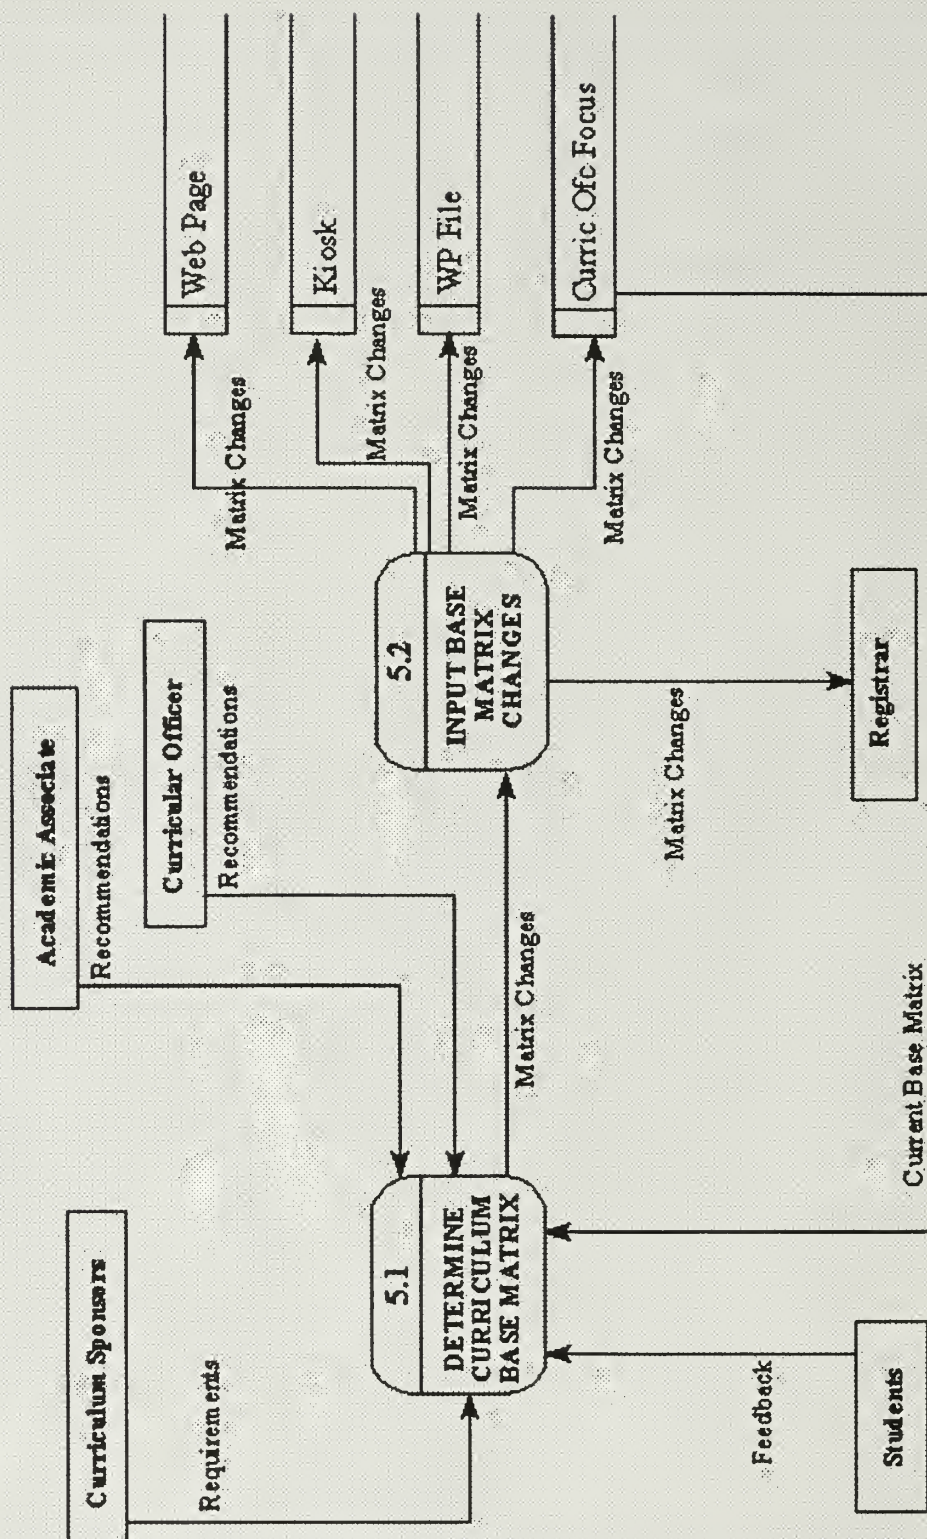 Curriculum Sponsers
Requirements
Academic Associate
Recommendations
Curricular Officer
Recommendations
5.1
DETERMINE
CURRICULUM
BASE MATRIX
Matrix Changes
5.2
INPUT BASE
MATRIX
CHANGES
Matrix Changes
Web Page
Matrix Changes
Kiosk
Matrix Changes
WP File
Matrix Changes
Curric Ofc Focus
Matrix Changes
Registrar
Feedback
Students
Current Base Matrix